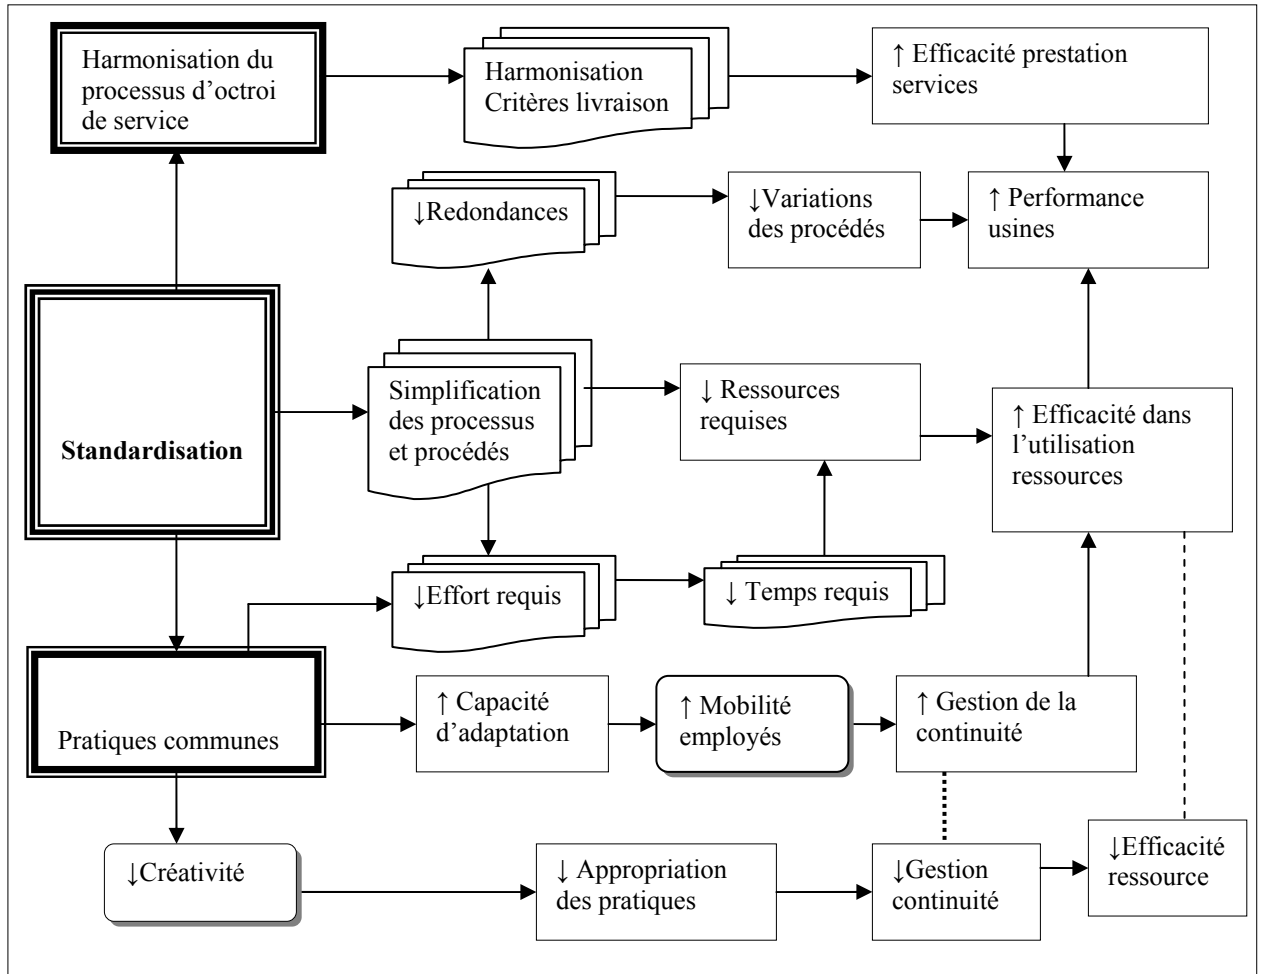 Harmonisation du
processus d’octroi
de service
Harmonisation
Critères livraison
↑ Efficacité prestation
services
↓Redondances
↓Variations
des procédés
↑ Performance
usines
Standardisation
Simplification
des processus
et procédés
↓ Ressources
requises
↑ Efficacité dans
l’utilisation
ressources
↓Effort requis
↓ Temps requis
Pratiques communes
↑ Capacité
d’adaptation
↑ Mobilité
employés
↑ Gestion de la
continuité
↓Créativité
↓ Appropriation
des pratiques
↓Gestion
continuité
↓Efficacité
ressource